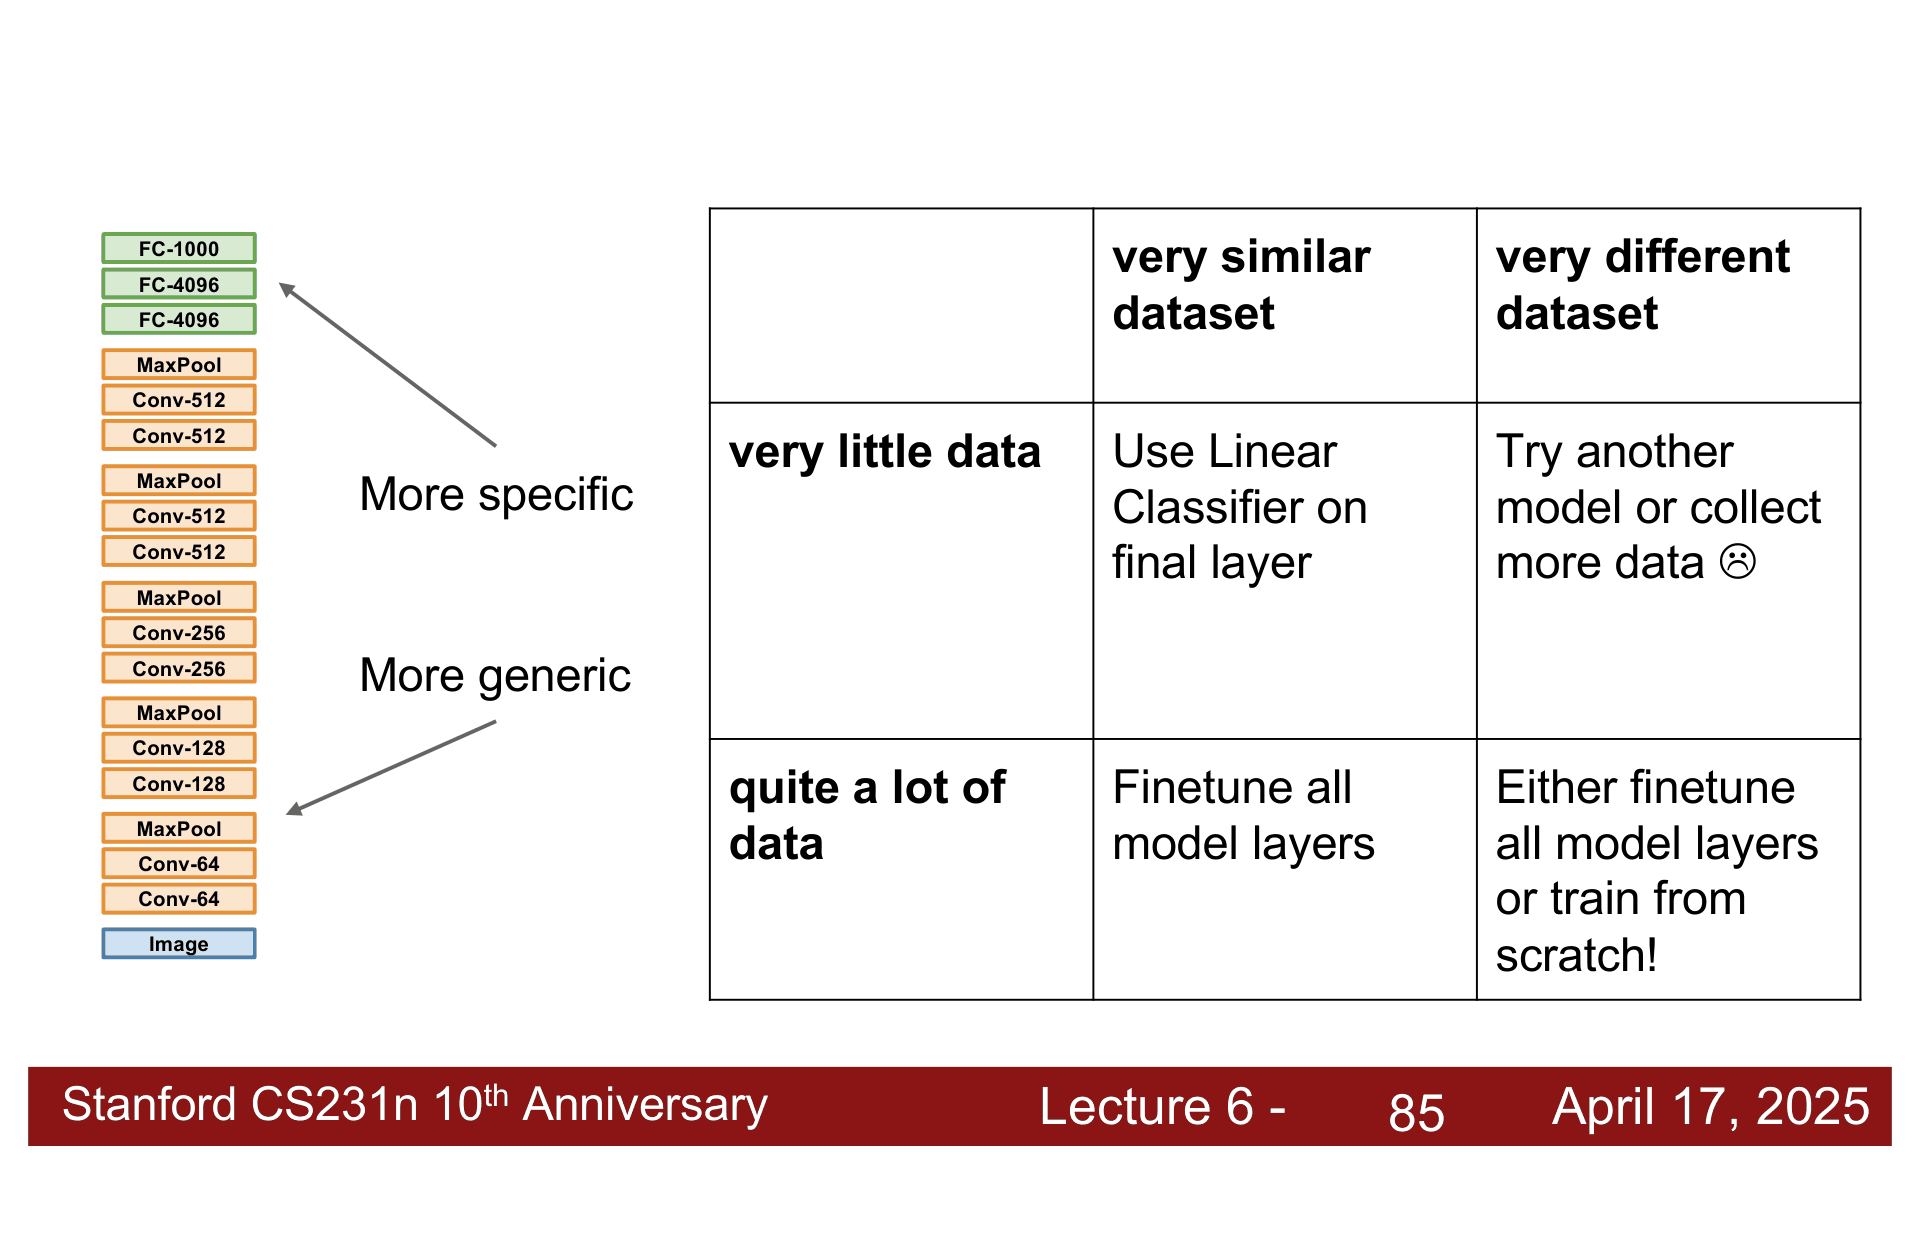 FC-1000
FC-4096
FC-4096
MaxPool
Conv-512
Conv-512
MaxPool
Conv-512
Conv-512
MaxPool
Conv-256
Conv-256
MaxPool
Conv-128
Conv-128
MaxPool
Conv-64
Conv-64
Image
More specific
More generic
very similar
dataset
very different
dataset
very little data
Use Linear
Classifier on
final layer
Try another
model or collect
more data ☹
quite a lot of
data
Finetune all
model layers
Either finetune
all model layers
or train from
scratch!
Stanford CS231n 10th Anniversary
Lecture 6 - 85
April 17, 2025